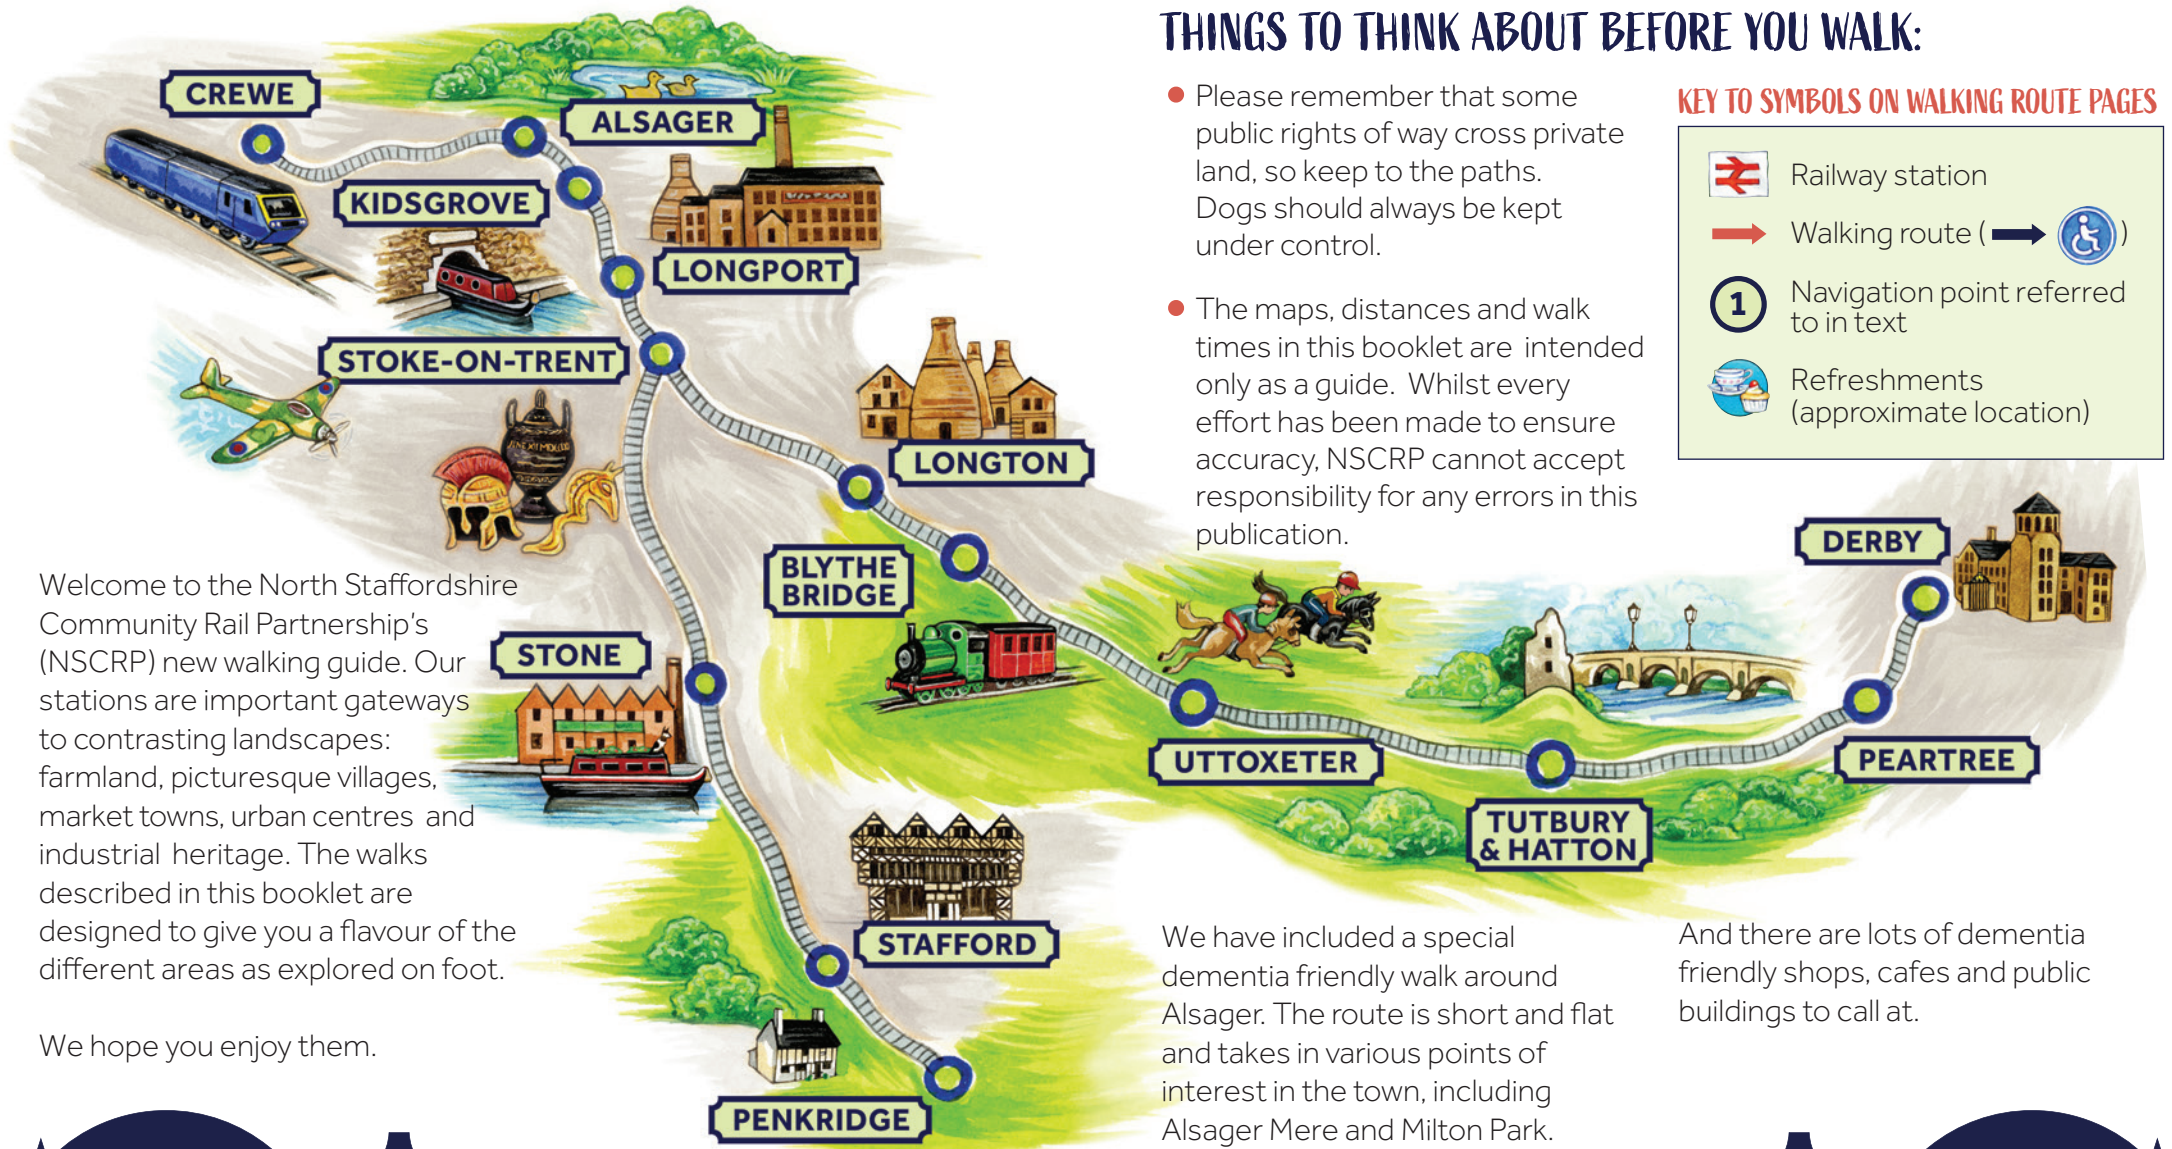 THINGS TO THINK ABOUT BEFORE YOU WALK:
Please remember that some
public rights of way cross private
land, so keep to the paths.
Dogs should always be kept
under control.
The maps, distances and walk
times in this booklet are intended
only as a guide. Whilst every
effort has been made to ensure
accuracy, NSCRP cannot accept
responsibility for any errors in this
publication.
KEY TO SYMBOLS ON WALKING ROUTE PAGES
Railway station
Walking route ( )
1
Navigation point referred
to in text
Refreshments
(approximate location)
CREWE
ALSAGER
KIDSGROVE
LONGPORT
STOKE-ON-TRENT
LONGTON
BLYTHE
BRIDGE
DERBY
STONE
UTTOXETER
PEARTREE
TUTBURY
& HATTON
STAFFORD
PENKRIDGE
Welcome to the North Staffordshire
Community Rail Partnership's
(NSCRP) new walking guide. Our
stations are important gateways
to contrasting landscapes:
farmland, picturesque villages,
market towns, urban centres and
industrial heritage. The walks
described in this booklet are
designed to give you a flavour of the
different areas as explored on foot.
We hope you enjoy them.
We have included a special
dementia friendly walk around
Alsager. The route is short and flat
and takes in various points of
interest in the town, including
Alsager Mere and Milton Park.
And there are lots of dementia
friendly shops, cafes and public
buildings to call at.